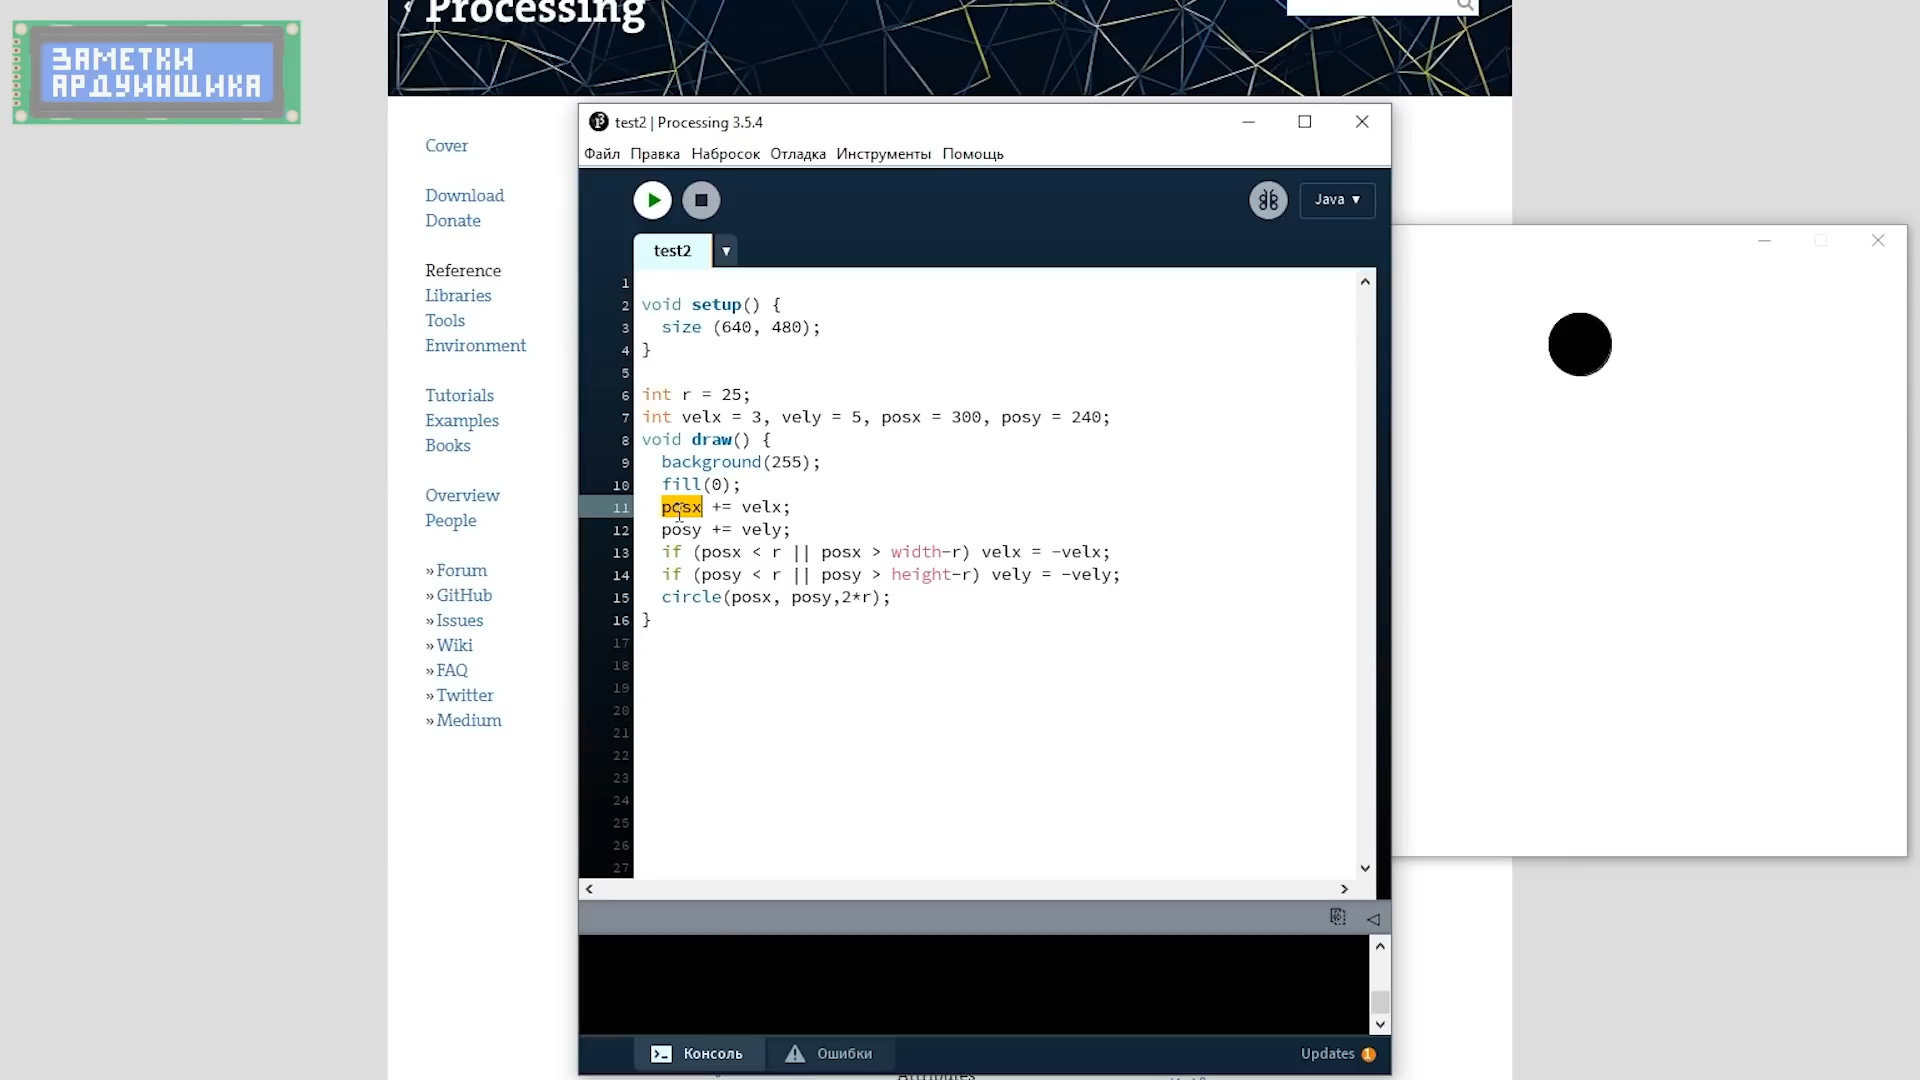 Processing
ЗАМЕТКИ
АРДУИНЩИКА
Cover
Download
Donate
Reference
Libraries
Tools
Environment
Tutorials
Examples
Books
Overview
People
» Forum
» GitHub
» Issues
» Wiki
» FAQ
» Twitter
» Medium
test2 | Processing 3.5.4
Файл Правка Набросок Отладка Инструменты Помощь
Java ▾
test2 ▾
1
2 void setup() {
3 size (640, 480);
4 }
5
6 int r = 25;
7 int velx = 3, vely = 5, posx = 300, posy = 240;
8 void draw() {
9 background(255);
10 fill(0);
11 posx += velx;
12 posy += vely;
13 if (posx < r || posx > width-r) velx = -velx;
14 if (posy < r || posy > height-r) vely = -vely;
15 circle(posx, posy,2*r);
16 }
17
18
19
20
21
22
23
24
25
26
27
Консоль Ошибки Updates 1
Attributes